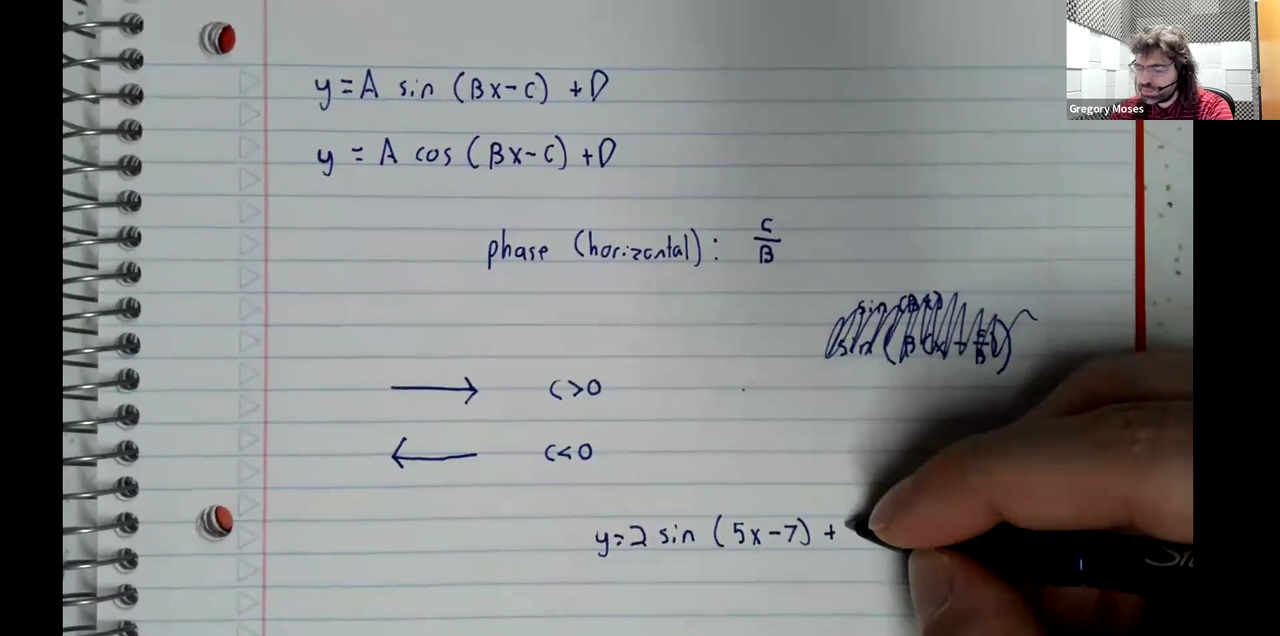 y = A sin (Bx - C) + D
y = A cos (Bx - C) + D
phase (horizontal): C/B
→ C > 0
← C < 0
y = 2 sin (5x - 7) +
Gregory Moses